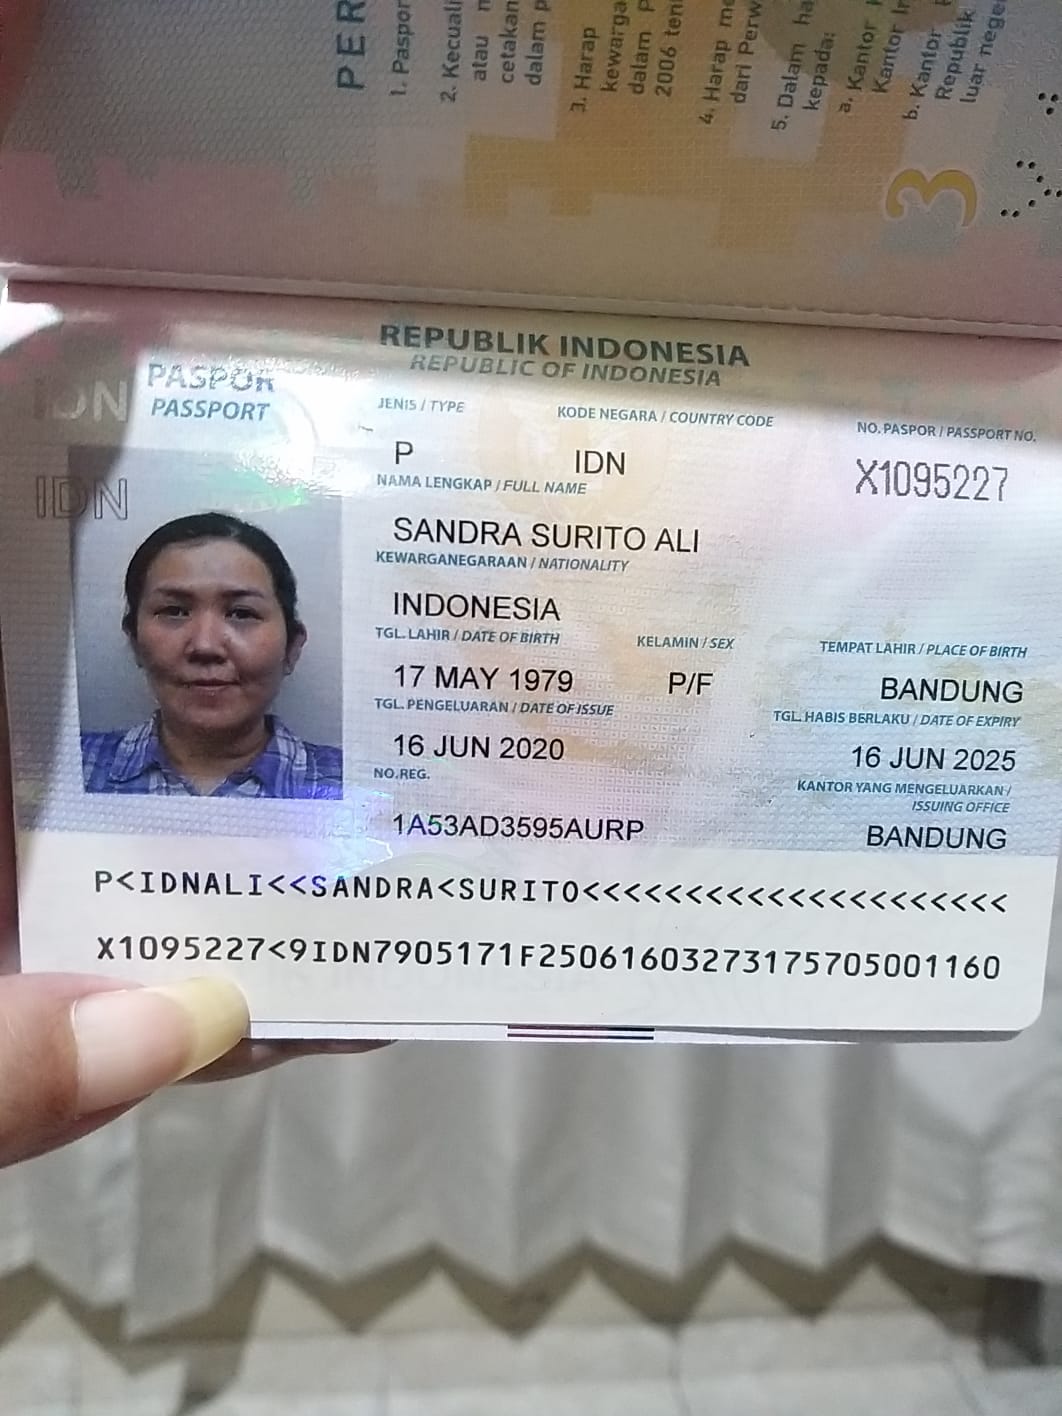 PER
1. Paspor
2. Kecuali
atau
cetakan
dalam
3. Harap
kewarga
dalam
2006
4. Harap
dari Perw
5. Dalam
kepada:
a. Kantor
Kantor
b. Kantor
Republik
luar nege
3
REPUBLIK INDONESIA
REPUBLIC OF INDONESIA
IDN
PASPOR
PASSPORT
JENIS / TYPE
KODE NEGARA / COUNTRY CODE
NO. PASPOR / PASSPORT NO.
P
IDN
X1095227
IDN
NAMA LENGKAP / FULL NAME
SANDRA SURITO ALI
KEWARGANEGARAAN / NATIONALITY
INDONESIA
TGL. LAHIR / DATE OF BIRTH
KELAMIN / SEX
TEMPAT LAHIR / PLACE OF BIRTH
17 MAY 1979
P/F
BANDUNG
TGL. PENGELUARAN / DATE OF ISSUE
TGL. HABIS BERLAKU / DATE OF EXPIRY
16 JUN 2020
16 JUN 2025
NO. REG.
KANTOR YANG MENGELUARKAN /
ISSUING OFFICE
1A53AD3595AURP
BANDUNG
P<IDNALI<<SANDRA<SURITO<<<<<<<<<<<<<<<<<<<<<
X1095227<9IDN7905171F25061603273175705001160